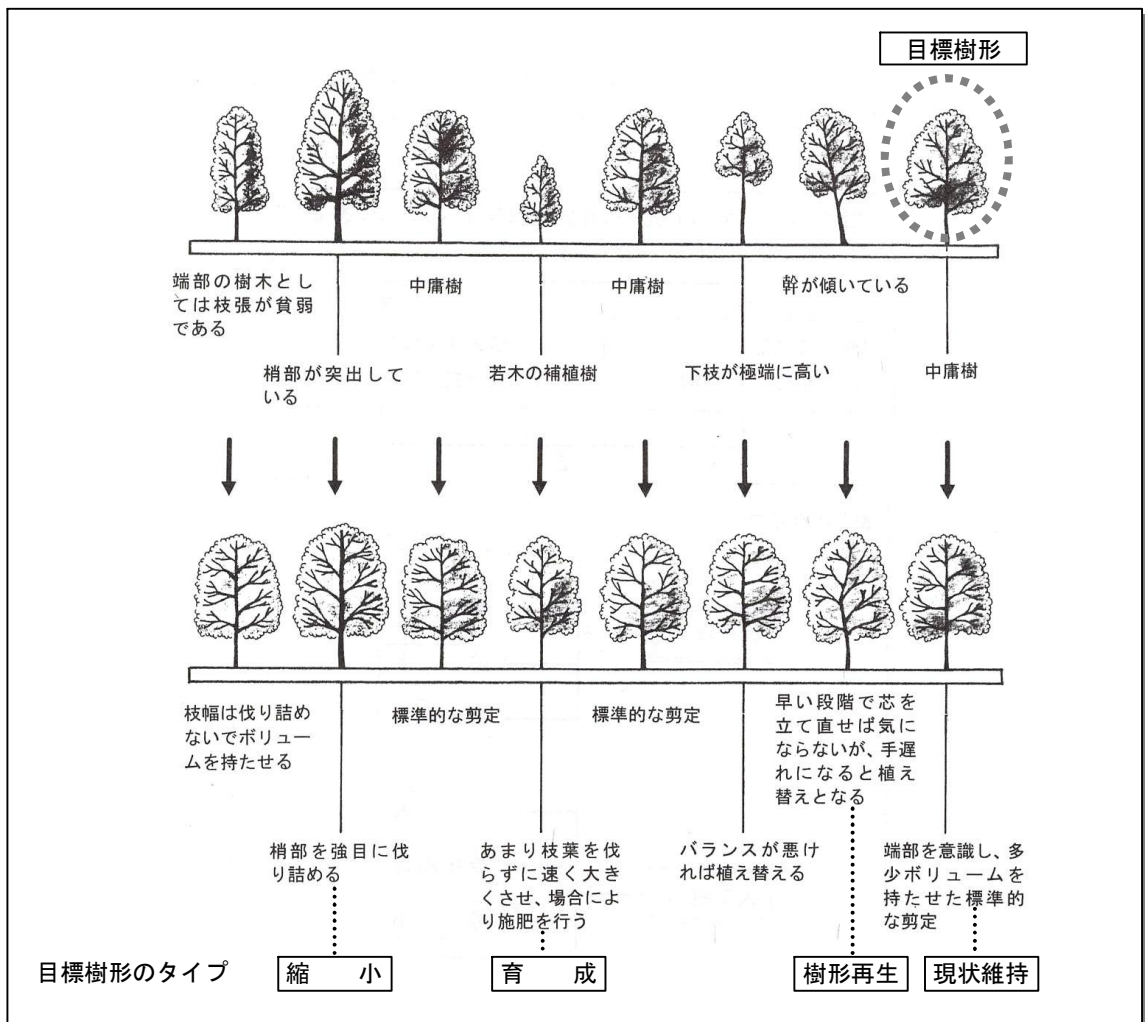 目標樹形
端部の樹木とし
ては枝張が貧弱
である
中庸樹
中庸樹
幹が傾いている
梢部が突出して
いる
若木の補植樹
下枝が極端に高い
中庸樹
枝幅は伐り詰め
ないでボリュー
ムを持たせる
標準的な剪定
標準的な剪定
早い段階で芯を
立て直せば気に
ならないが、手遅
れになると植え
替えとなる
梢部を強目に伐
り詰める
あまり枝葉を伐
らずに速く大き
くさせ、場合によ
り施肥を行う
バランスが悪け
れば植え替える
端部を意識し、多
少ボリュームを
持たせた標準的
な剪定
目標樹形のタイプ
縮 小
育 成
樹形再生
現状維持